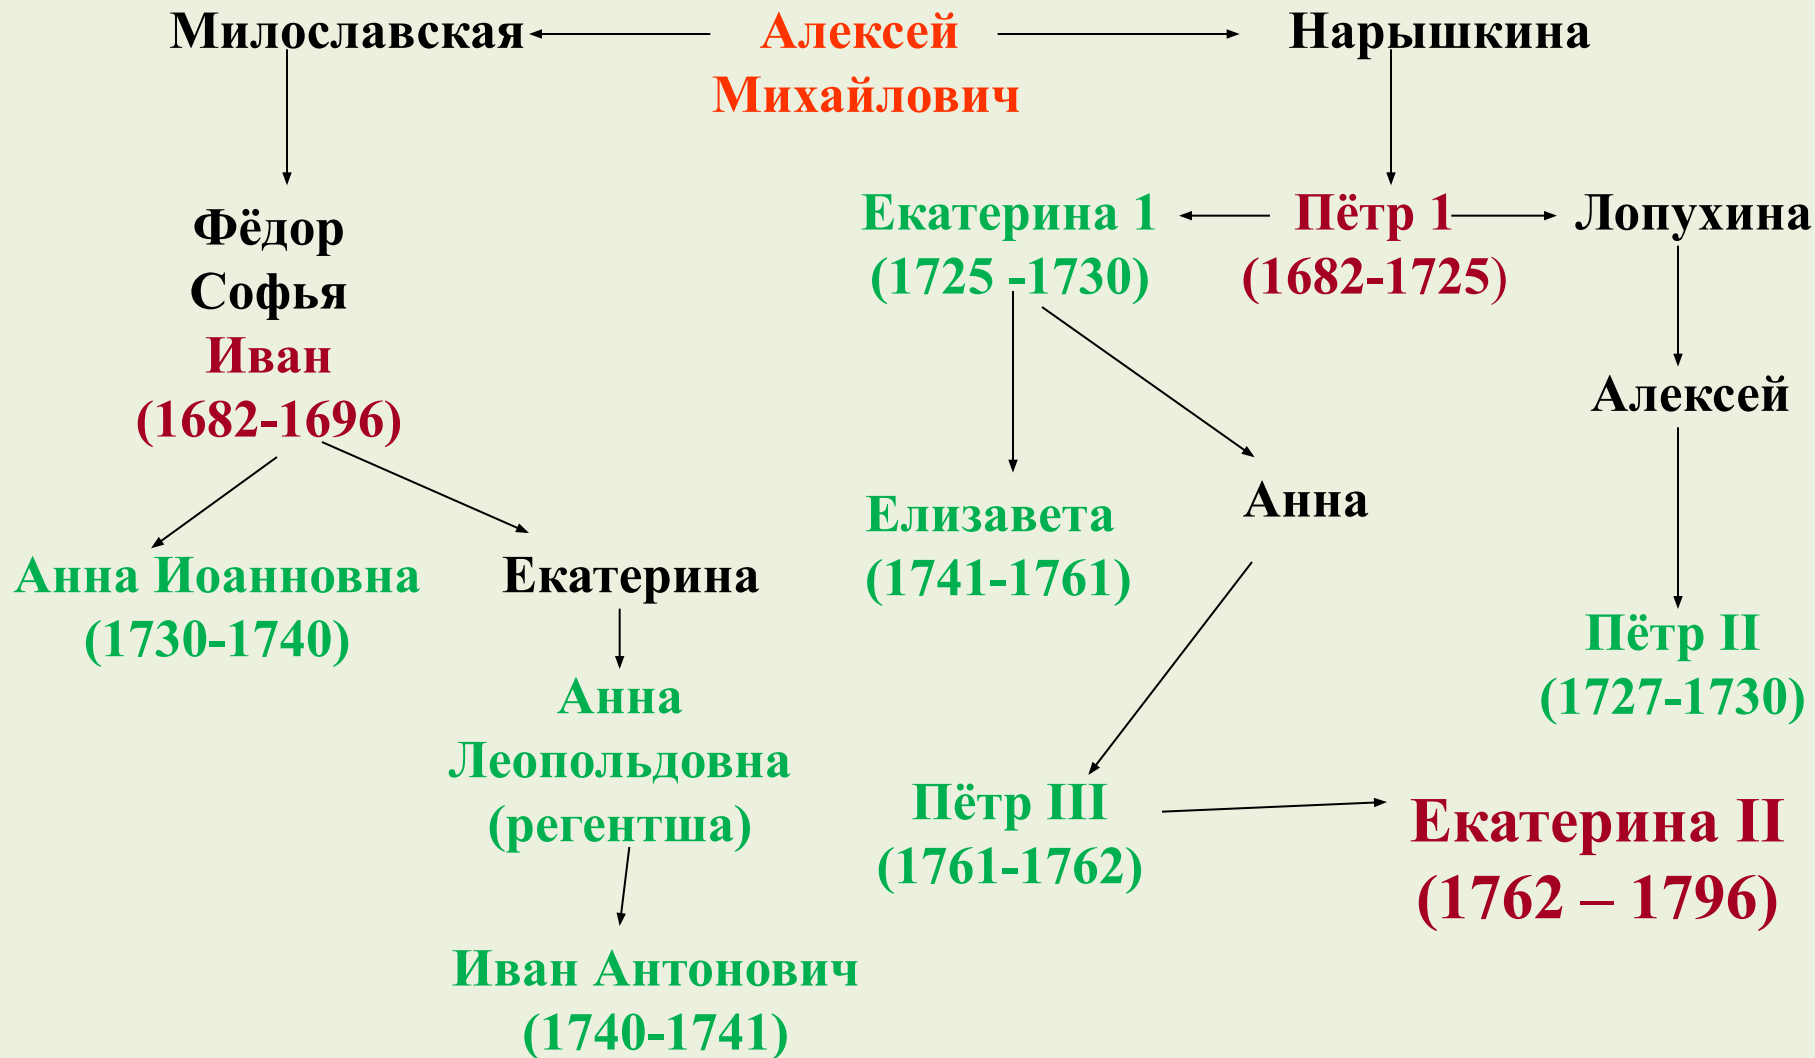 Милославская
Алексей
Михайлович
Нарышкина
Фёдор
Софья
Иван
(1682-1696)
Екатерина 1
(1725 -1730)
Пётр 1
(1682-1725)
Лопухина
Алексей
Анна Иоанновна
(1730-1740)
Екатерина
Елизавета
(1741-1761)
Анна
Пётр II
(1727-1730)
Анна
Леопольдовна
(регентша)
Пётр III
(1761-1762)
Екатерина II
(1762 – 1796)
Иван Антонович
(1740-1741)